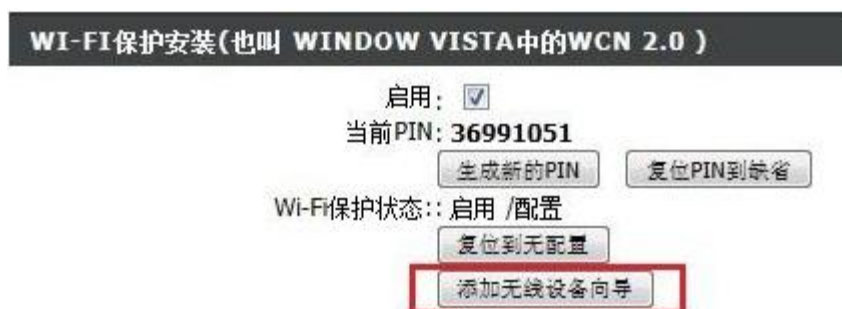 WI-FI保护安装(也叫 WINDOW VISTA中的WCN 2.0 )
启用:
当前PIN: 36991051
生成新的PIN 复位PIN到缺省
Wi-Fi保护状态:: 启用 /配置
复位到无配置
添加无线设备向导